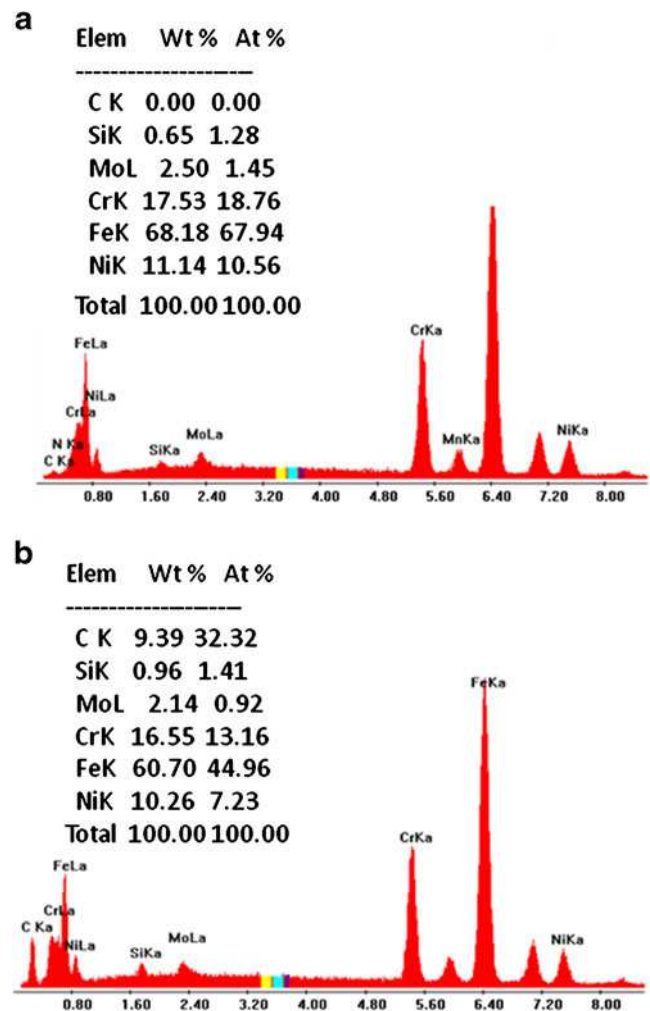 a
Elem Wt % At %
---------------------
C K 0.00 0.00
SiK 0.65 1.28
MoL 2.50 1.45
CrK 17.53 18.76
FeK 68.18 67.94
NiK 11.14 10.56
Total 100.00 100.00
FeLa
CrKa
NiLa
CrLa
MnKa
NiKa
MoLa
N Ka
SiKa
C Ka
0.80 1.60 2.40 3.20 4.00 4.80 5.60 6.40 7.20 8.00
b
Elem Wt % At %
---------------------
C K 9.39 32.32
SiK 0.96 1.41
MoL 2.14 0.92
CrK 16.55 13.16
FeK 60.70 44.96
NiK 10.26 7.23
Total 100.00 100.00
FeKa
CrKa
FeLa
CrLa
C Ka
NiLa
MoLa
SiKa
NiKa
0.80 1.60 2.40 3.20 4.00 4.80 5.60 6.40 7.20 8.00